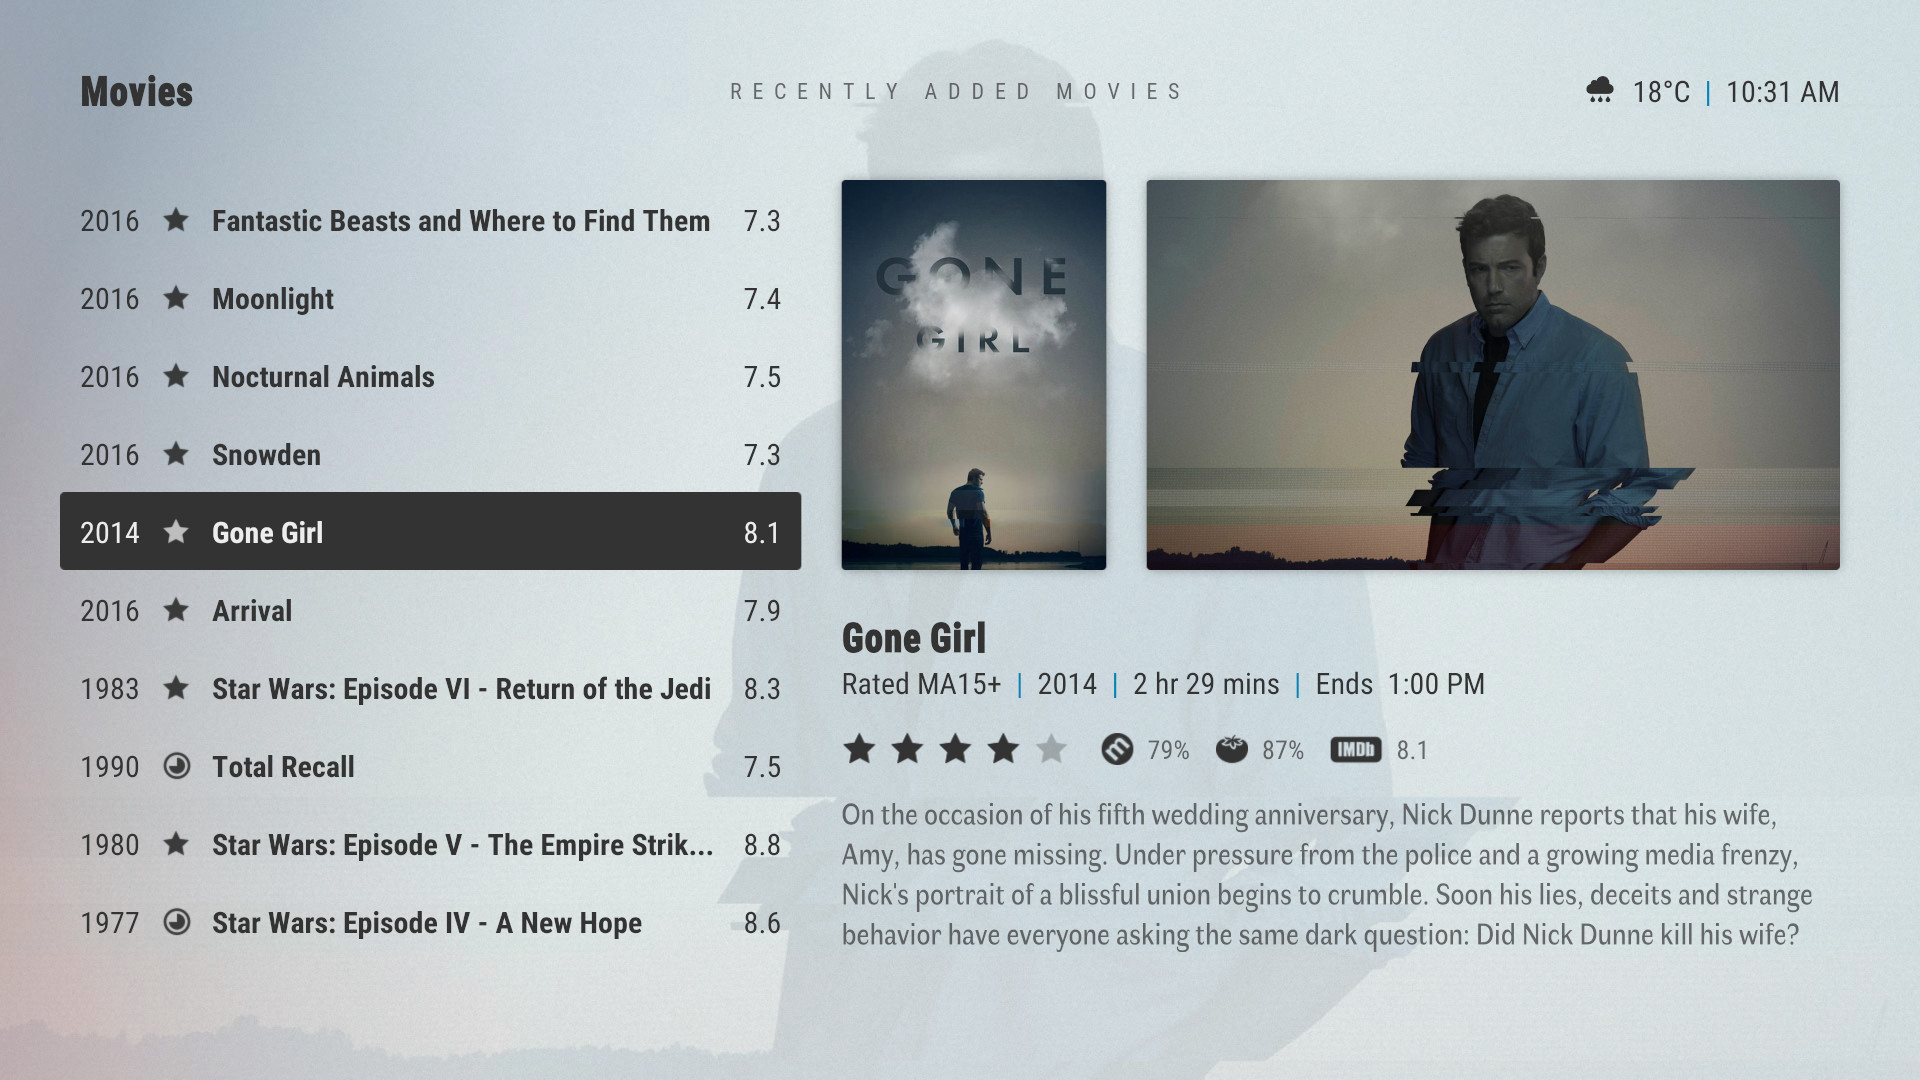 Movies
RECENTLY ADDED MOVIES
18°C | 10:31 AM
2016 Fantastic Beasts and Where to Find Them 7.3
2016 Moonlight 7.4
2016 Nocturnal Animals 7.5
2016 Snowden 7.3
2014 Gone Girl 8.1
2016 Arrival 7.9
1983 Star Wars: Episode VI - Return of the Jedi 8.3
1990 Total Recall 7.5
1980 Star Wars: Episode V - The Empire Strik... 8.8
1977 Star Wars: Episode IV - A New Hope 8.6
GONE
GIRL
Gone Girl
Rated MA15+ | 2014 | 2 hr 29 mins | Ends 1:00 PM
m 79% 87% IMDb 8.1
On the occasion of his fifth wedding anniversary, Nick Dunne reports that his wife,
Amy, has gone missing. Under pressure from the police and a growing media frenzy,
Nick's portrait of a blissful union begins to crumble. Soon his lies, deceits and strange
behavior have everyone asking the same dark question: Did Nick Dunne kill his wife?